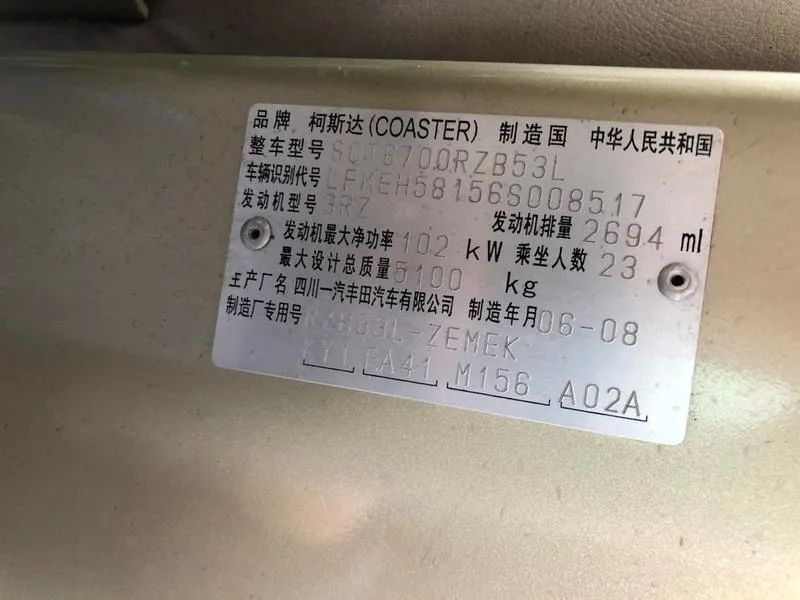 品牌 柯斯达(COASTER) 制造国 中华人民共和国
整车型号 SCT6700RZB53L
车辆识别代号 LFMEH58156S008517
发动机型号 3RZ 发动机排量 2694 ml
发动机最大净功率 102 kW 乘坐人数 23
最大设计总质量 5100 kg
主产厂名 四川一汽丰田汽车有限公司 制造年月 06-08
制造厂专用号 RZB53L-ZEMEK
KY1 FA41 M156 A02A